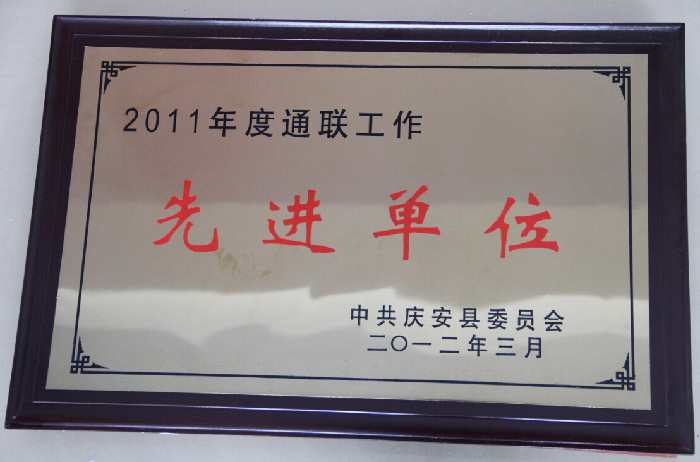 2011年度通联工作
先进单位
中共庆安县委员会
二〇一二年三月